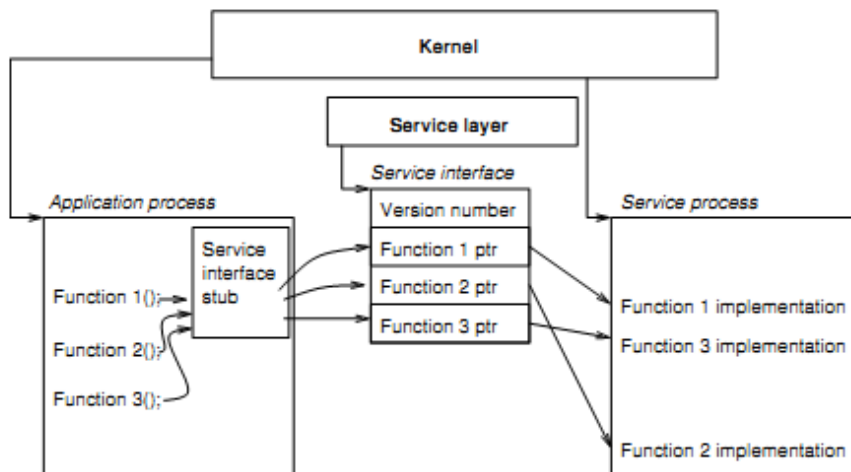 Kernel
Service layer
Service interface
Application process
Service process
Version number
Service
interface
stub
Function 1 ptr
Function 2 ptr
Function 3 ptr
Function 1();
Function 2();
Function 3();
Function 1 implementation
Function 3 implementation
Function 2 implementation